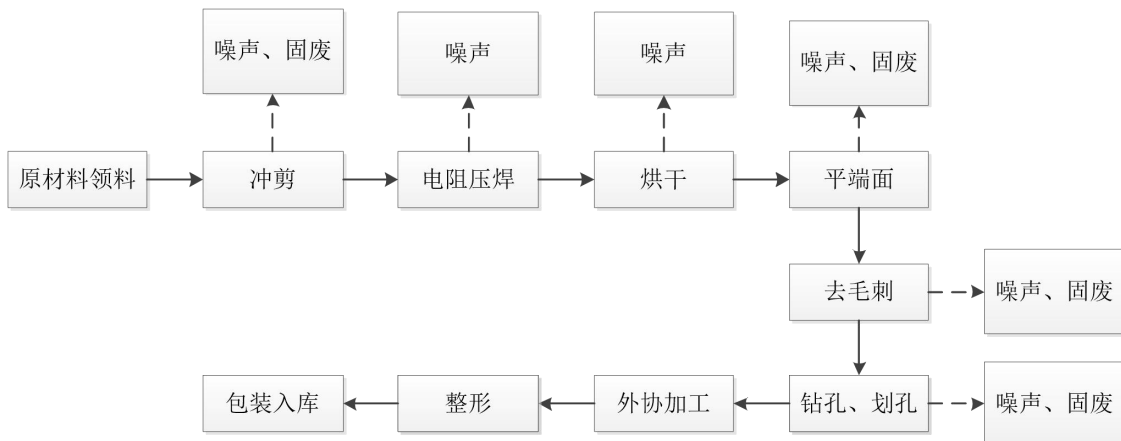 噪声、固废
噪声
噪声
噪声、固废
原材料领料
冲剪
电阻压焊
烘干
平端面
去毛刺
噪声、固废
包装入库
整形
外协加工
钻孔、划孔
噪声、固废